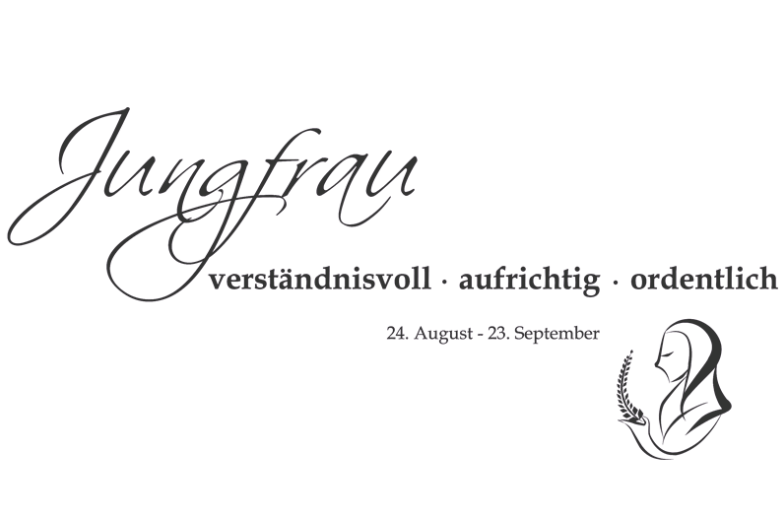 Jungfrau
verständnisvoll · aufrichtig · ordentlich
24. August - 23. September